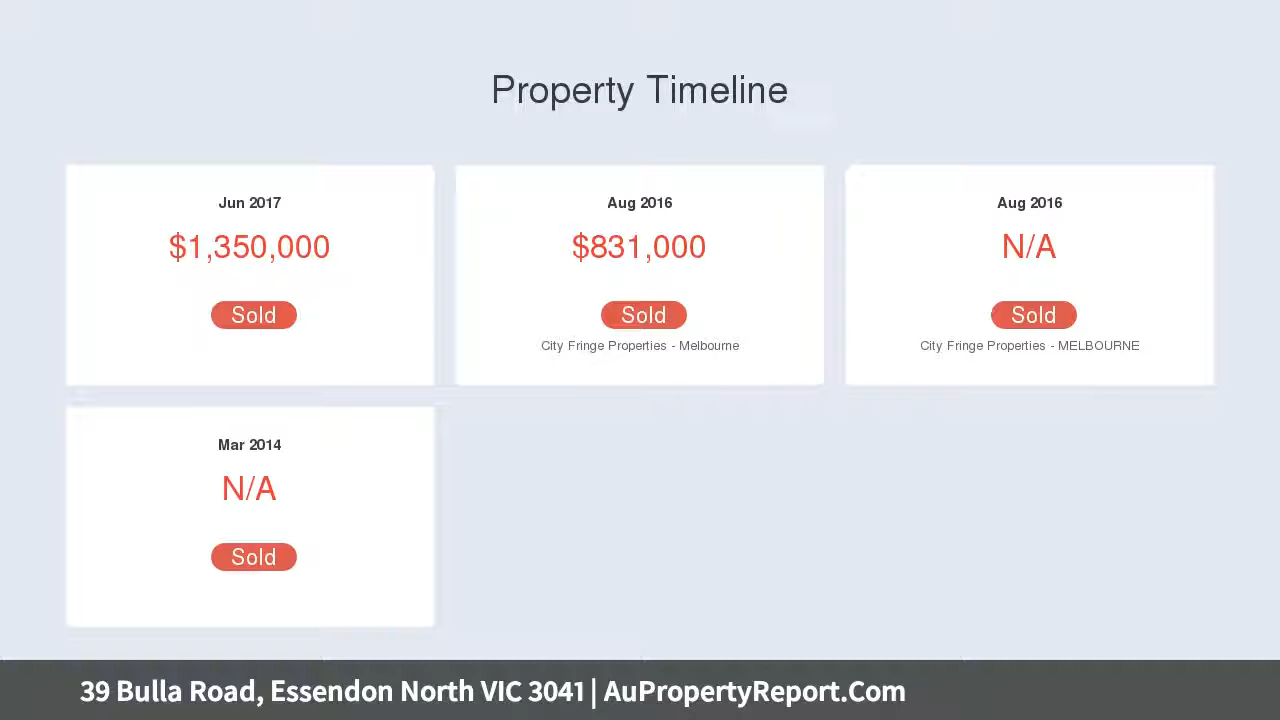 Property Timeline
Jun 2017
$1,350,000
Sold
Aug 2016
$831,000
Sold
City Fringe Properties - Melbourne
Aug 2016
N/A
Sold
City Fringe Properties - MELBOURNE
Mar 2014
N/A
Sold
39 Bulla Road, Essendon North VIC 3041 | AuPropertyReport.Com